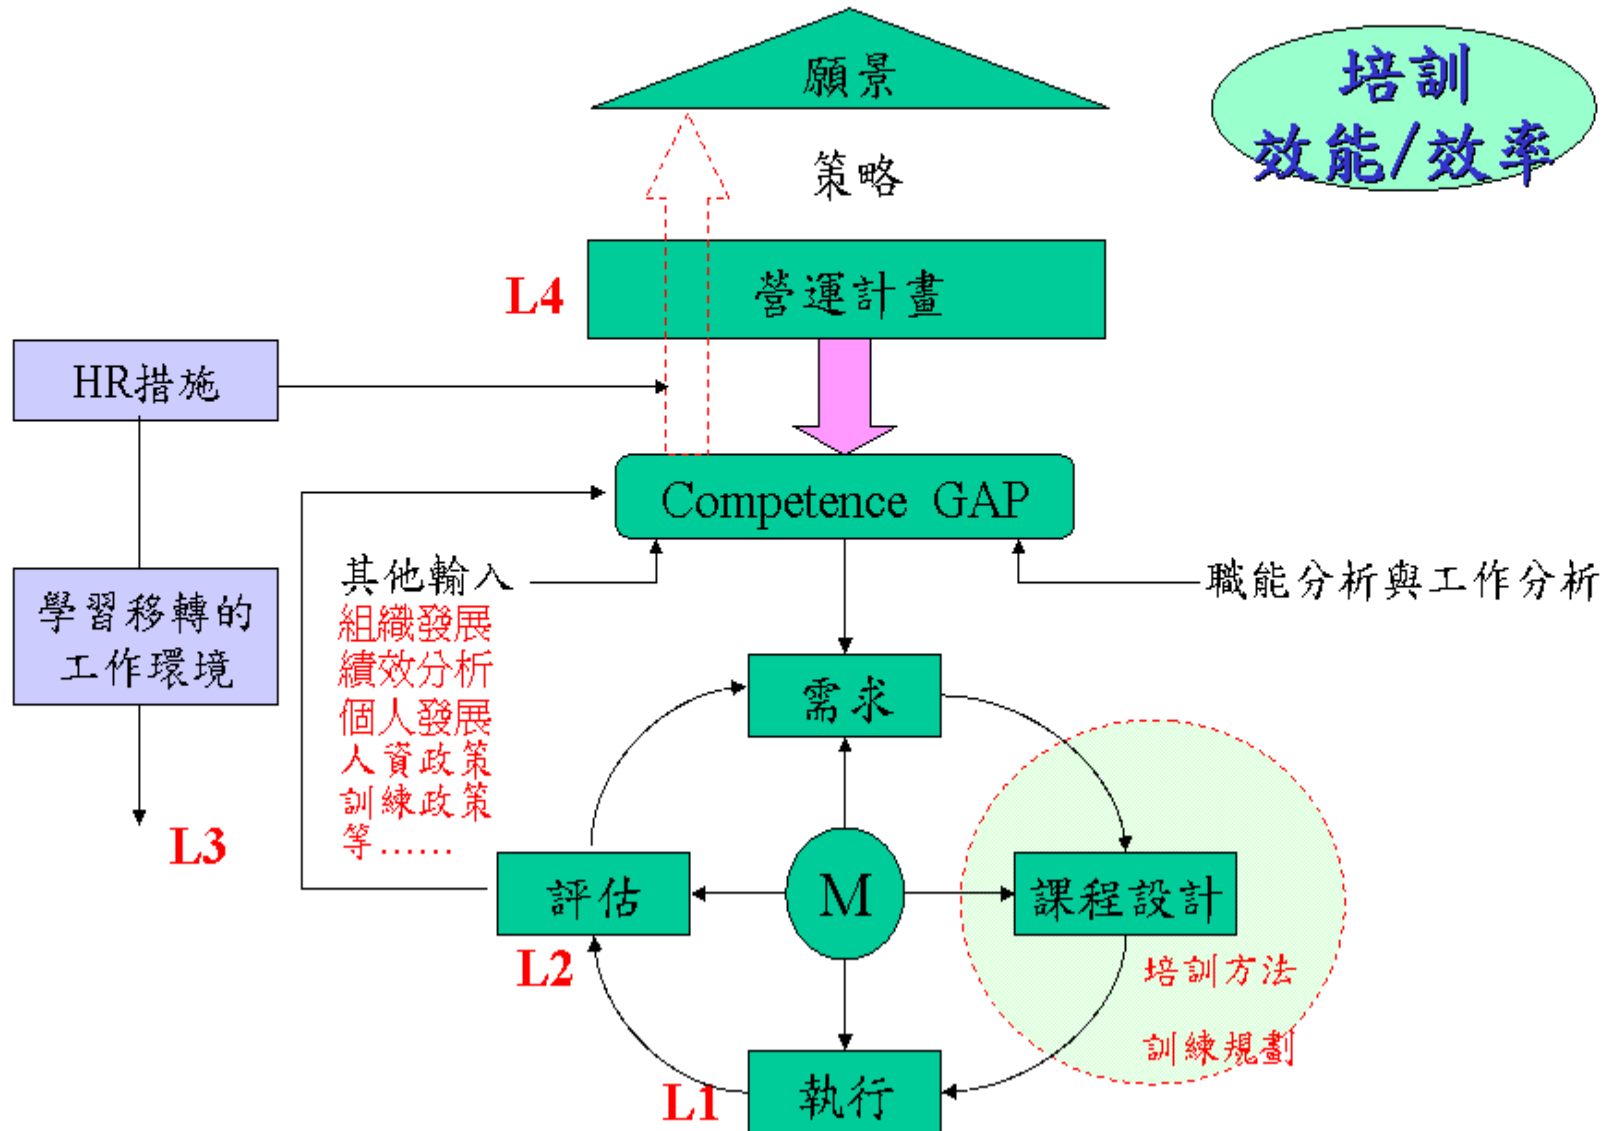 願景
培訓
效能/效率
策略
L4
營運計畫
HR措施
Competence GAP
其他輸入
組織發展
績效分析
個人發展
人資政策
訓練政策
等......
職能分析與工作分析
學習移轉的
工作環境
L3
需求
評估
M
課程設計
L2
培訓方法
訓練規劃
L1
執行